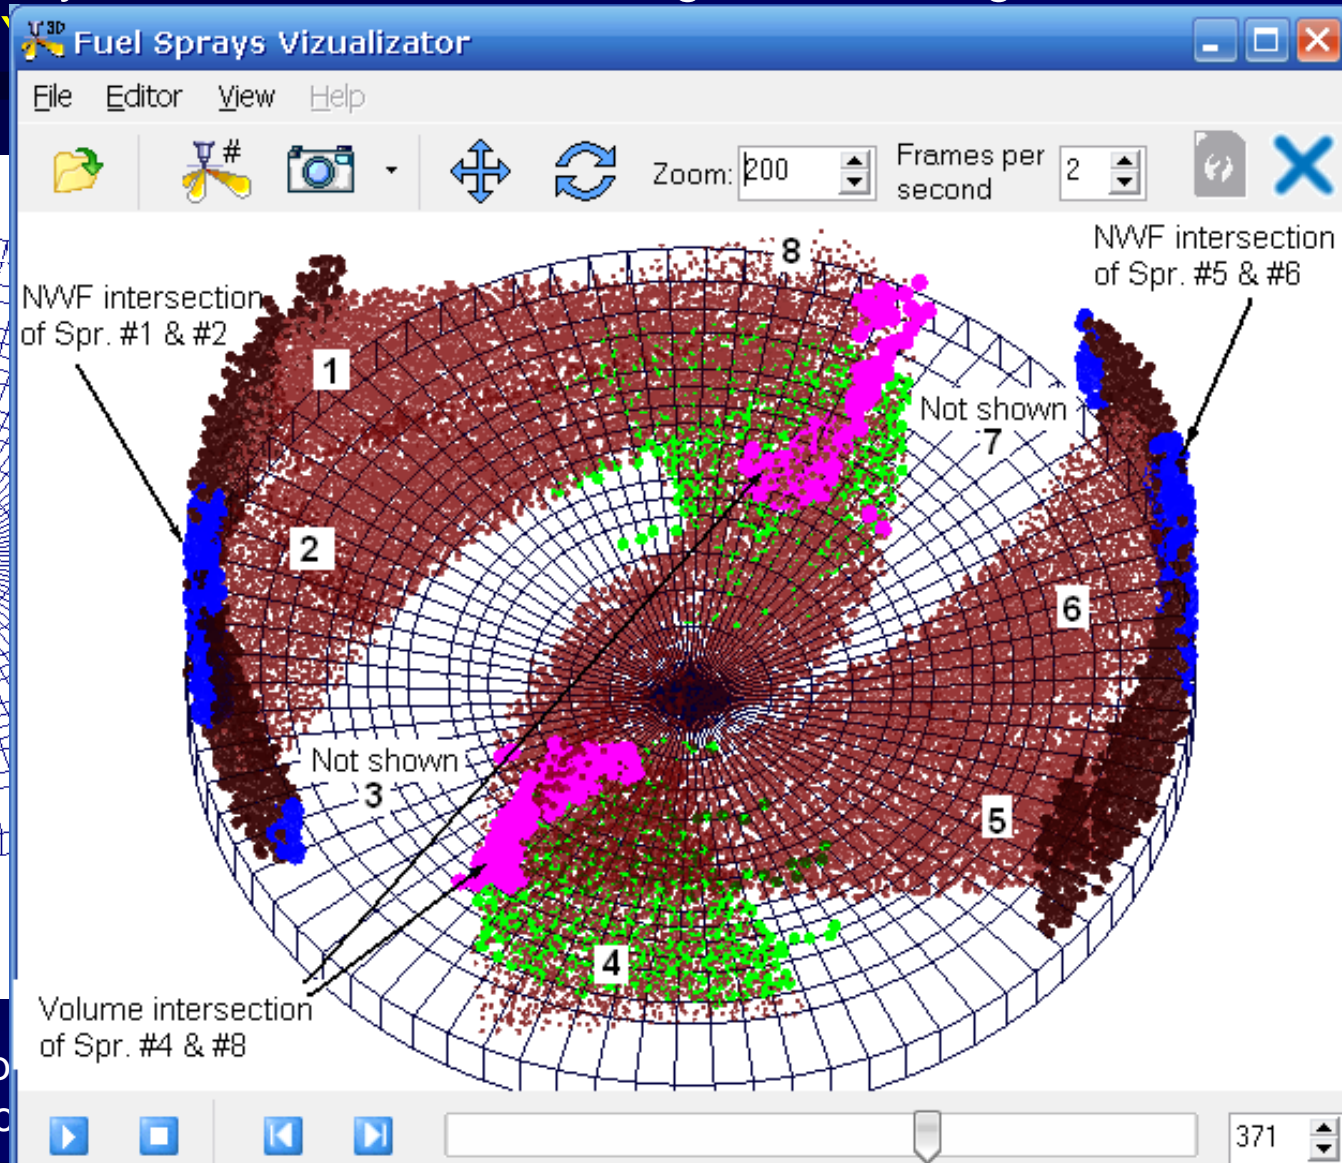 Fuel Sprays Vizualizator
File Editor View Help
#
Zoom: 200 Frames per second 2
8
NWF intersection
of Spr. #5 & #6
NWF intersection
of Spr. #1 & #2
1
Not shown
7
2
6
Not shown
3
5
4
Volume intersection
of Spr. #4 & #8
371